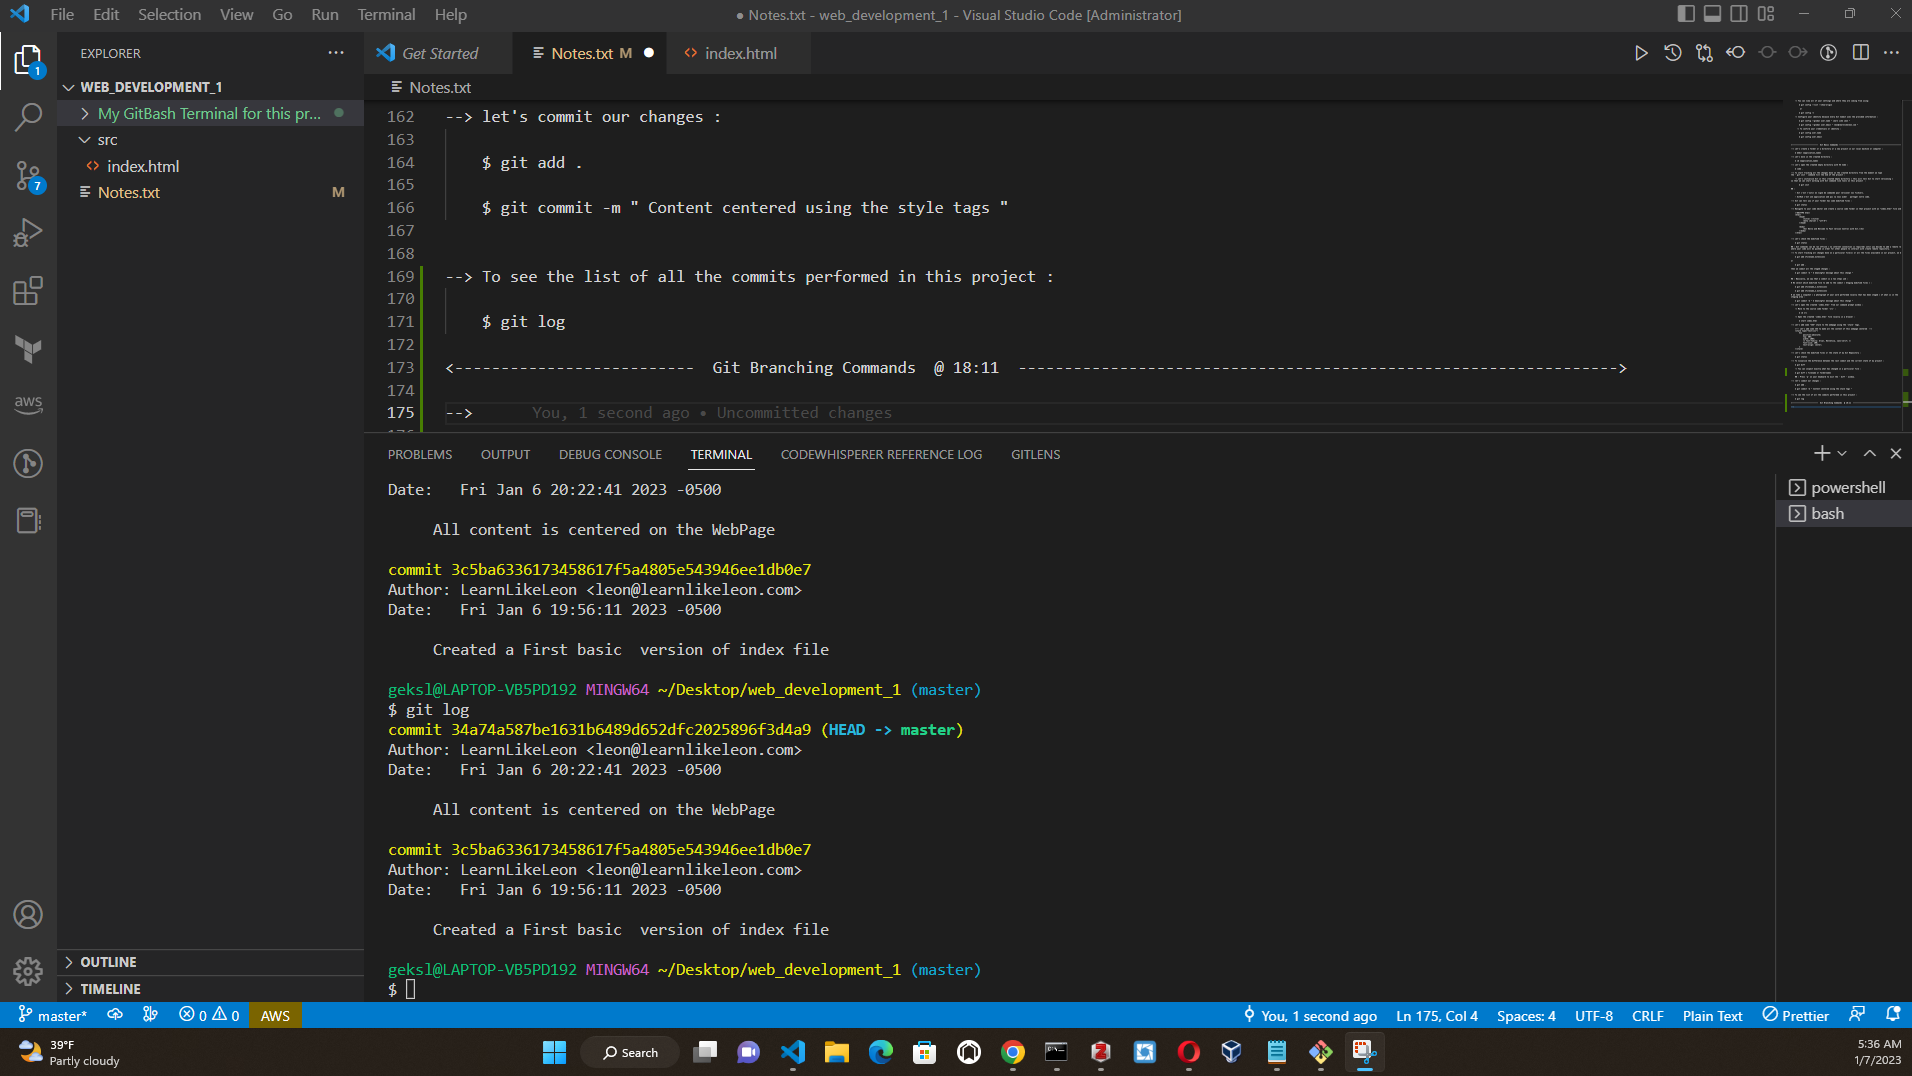 File Edit Selection View Go Run Terminal Help
● Notes.txt - web_development_1 - Visual Studio Code [Administrator]
EXPLORER
Get Started
Notes.txt M
index.html
WEB_DEVELOPMENT_1
My GitBash Terminal for this pr...
src
index.html
Notes.txt M
1
7
aws
OUTLINE
TIMELINE
Notes.txt
162 --> let's commit our changes :
163
164 $ git add .
165
166 $ git commit -m " Content centered using the style tags "
167
168
169 --> To see the list of all the commits performed in this project :
170
171 $ git log
172
173 <-------------------------- Git Branching Commands @ 18:11 ----------------------------------------------------------------->
174
175 --> You, 1 second ago • Uncommitted changes
PROBLEMS OUTPUT DEBUG CONSOLE TERMINAL CODEWHISPERER REFERENCE LOG GITLENS
powershell
bash
Date: Fri Jan 6 20:22:41 2023 -0500
All content is centered on the WebPage
commit 3c5ba6336173458617f5a4805e543946ee1db0e7
Author: LearnLikeLeon <leon@learnlikeleon.com>
Date: Fri Jan 6 19:56:11 2023 -0500
Created a First basic version of index file
geksl@LAPTOP-VB5PD192 MINGW64 ~/Desktop/web_development_1 (master)
$ git log
commit 34a74a587be1631b6489d652dfc2025896f3d4a9 (HEAD -> master)
Author: LearnLikeLeon <leon@learnlikeleon.com>
Date: Fri Jan 6 20:22:41 2023 -0500
All content is centered on the WebPage
commit 3c5ba6336173458617f5a4805e543946ee1db0e7
Author: LearnLikeLeon <leon@learnlikeleon.com>
Date: Fri Jan 6 19:56:11 2023 -0500
Created a First basic version of index file
geksl@LAPTOP-VB5PD192 MINGW64 ~/Desktop/web_development_1 (master)
$
master* 0 0 AWS You, 1 second ago Ln 175, Col 4 Spaces: 4 UTF-8 CRLF Plain Text Prettier
39°F
Partly cloudy
Search
5:36 AM
1/7/2023